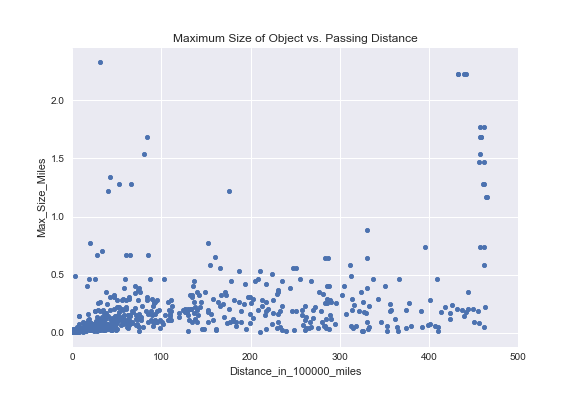 Maximum Size of Object vs. Passing Distance
Max_Size_Miles
2.0
1.5
1.0
0.5
0.0
0 100 200 300 400 500
Distance_in_100000_miles